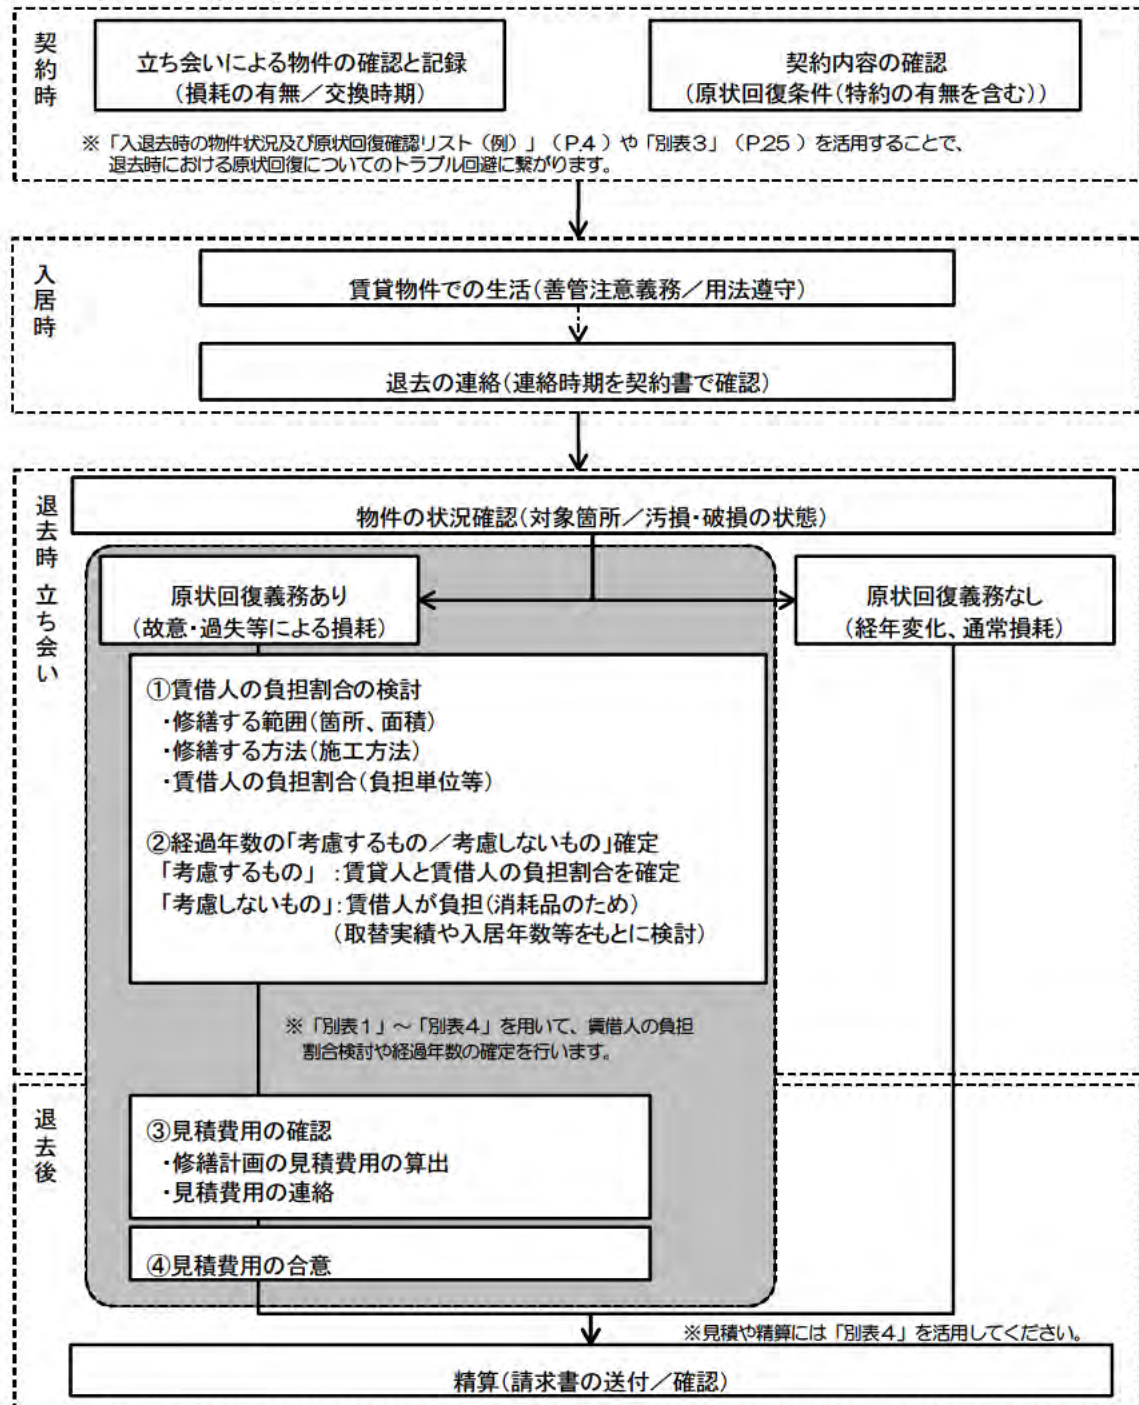 契約時
立ち会いによる物件の確認と記録
(損耗の有無/交換時期)
契約内容の確認
(原状回復条件(特約の有無を含む))
※「入退去時の物件状況及び原状回復確認リスト(例)」(P.4 )や「別表3」(P.25 )を活用することで、
退去時における原状回復についてのトラブル回避に繋がります。
入居時
賃貸物件での生活(善管注意義務/用法遵守)
退去の連絡(連絡時期を契約書で確認)
退去時 立ち会い
物件の状況確認(対象箇所/汚損・破損の状態)
原状回復義務あり
(故意・過失等による損耗)
原状回復義務なし
(経年変化、通常損耗)
①賃借人の負担割合の検討
・修繕する範囲(箇所、面積)
・修繕する方法(施工方法)
・賃借人の負担割合(負担単位等)
②経過年数の「考慮するもの/考慮しないもの」確定
「考慮するもの」 :賃貸人と賃借人の負担割合を確定
「考慮しないもの」:賃借人が負担(消耗品のため)
(取替実績や入居年数等をもとに検討)
※「別表1」~「別表4」を用いて、賃借人の負担
割合検討や経過年数の確定を行います。
退去後
③見積費用の確認
・修繕計画の見積費用の算出
・見積費用の連絡
④見積費用の合意
※見積や精算には「別表4」を活用してください。
精算(請求書の送付/確認)